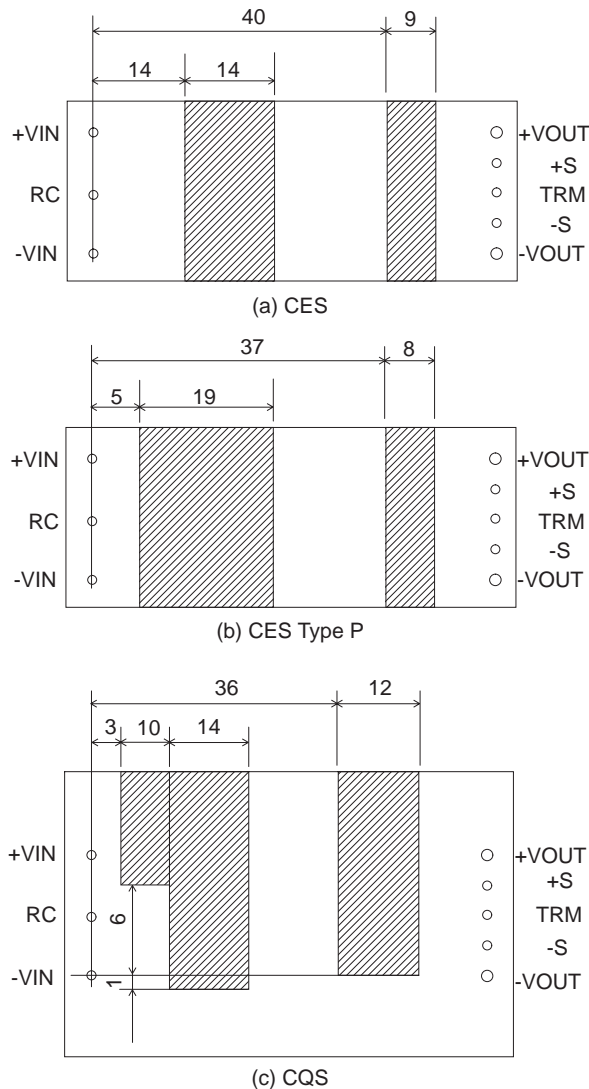 40 9
14 14
+VIN +VOUT
+S
RC TRM
-S
-VIN -VOUT
(a) CES
37 8
5 19
+VIN +VOUT
+S
RC TRM
-S
-VIN -VOUT
(b) CES Type P
36 12
3 10 14
+VIN +VOUT
+S
RC 6 TRM
-S
-VIN 1 -VOUT
(c) CQS